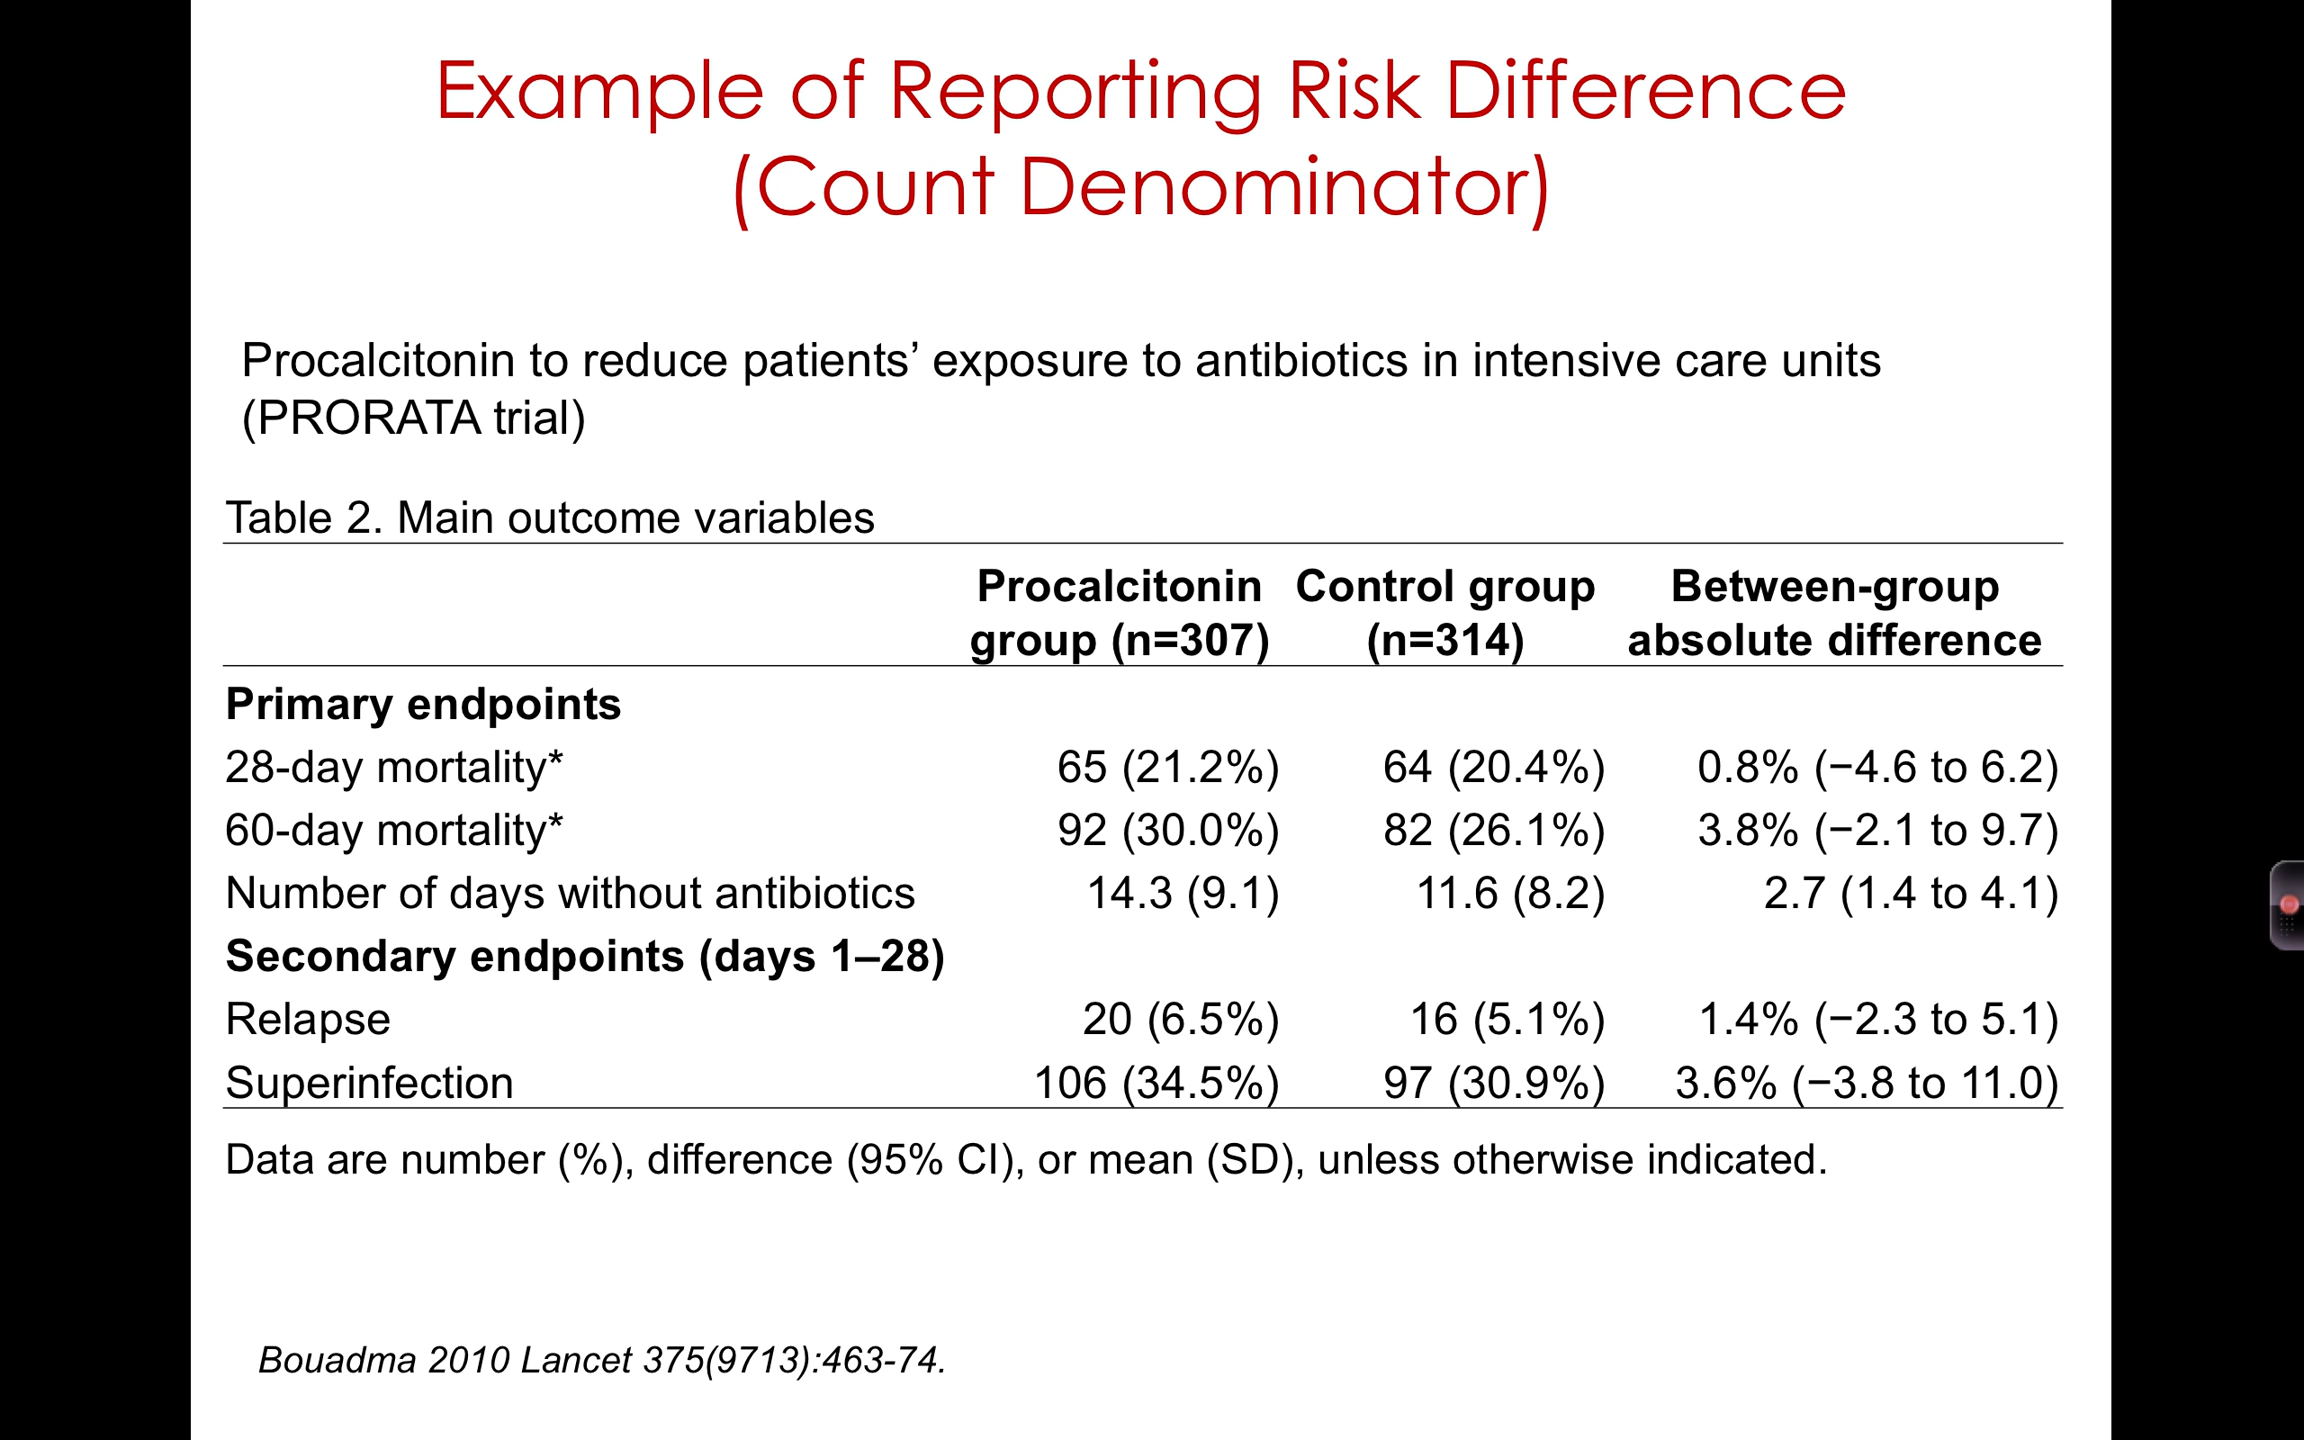 Example of Reporting Risk Difference
(Count Denominator)
Procalcitonin to reduce patients’ exposure to antibiotics in intensive care units
(PRORATA trial)
Table 2. Main outcome variables
Procalcitonin Control group Between-group
group (n=307) (n=314) absolute difference
Primary endpoints
28-day mortality* 65 (21.2%) 64 (20.4%) 0.8% (−4.6 to 6.2)
60-day mortality* 92 (30.0%) 82 (26.1%) 3.8% (−2.1 to 9.7)
Number of days without antibiotics 14.3 (9.1) 11.6 (8.2) 2.7 (1.4 to 4.1)
Secondary endpoints (days 1–28)
Relapse 20 (6.5%) 16 (5.1%) 1.4% (−2.3 to 5.1)
Superinfection 106 (34.5%) 97 (30.9%) 3.6% (−3.8 to 11.0)
Data are number (%), difference (95% CI), or mean (SD), unless otherwise indicated.
Bouadma 2010 Lancet 375(9713):463-74.